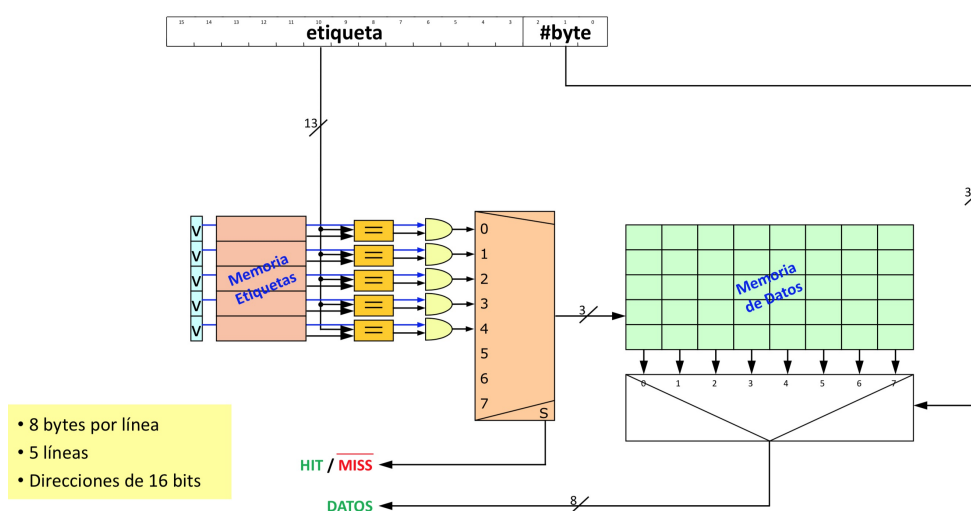 15 14 13 12 11 10 9 8 7 6 5 4 3 2 1 0
etiqueta #byte
13
3
V
V
V
V
V
Memoria
Etiquetas
=
=
=
=
=
0
1
2
3
4
5
6
7
S
3
Memoria
de Datos
0 1 2 3 4 5 6 7
• 8 bytes por línea
• 5 líneas
• Direcciones de 16 bits
HIT / MISS
DATOS
8